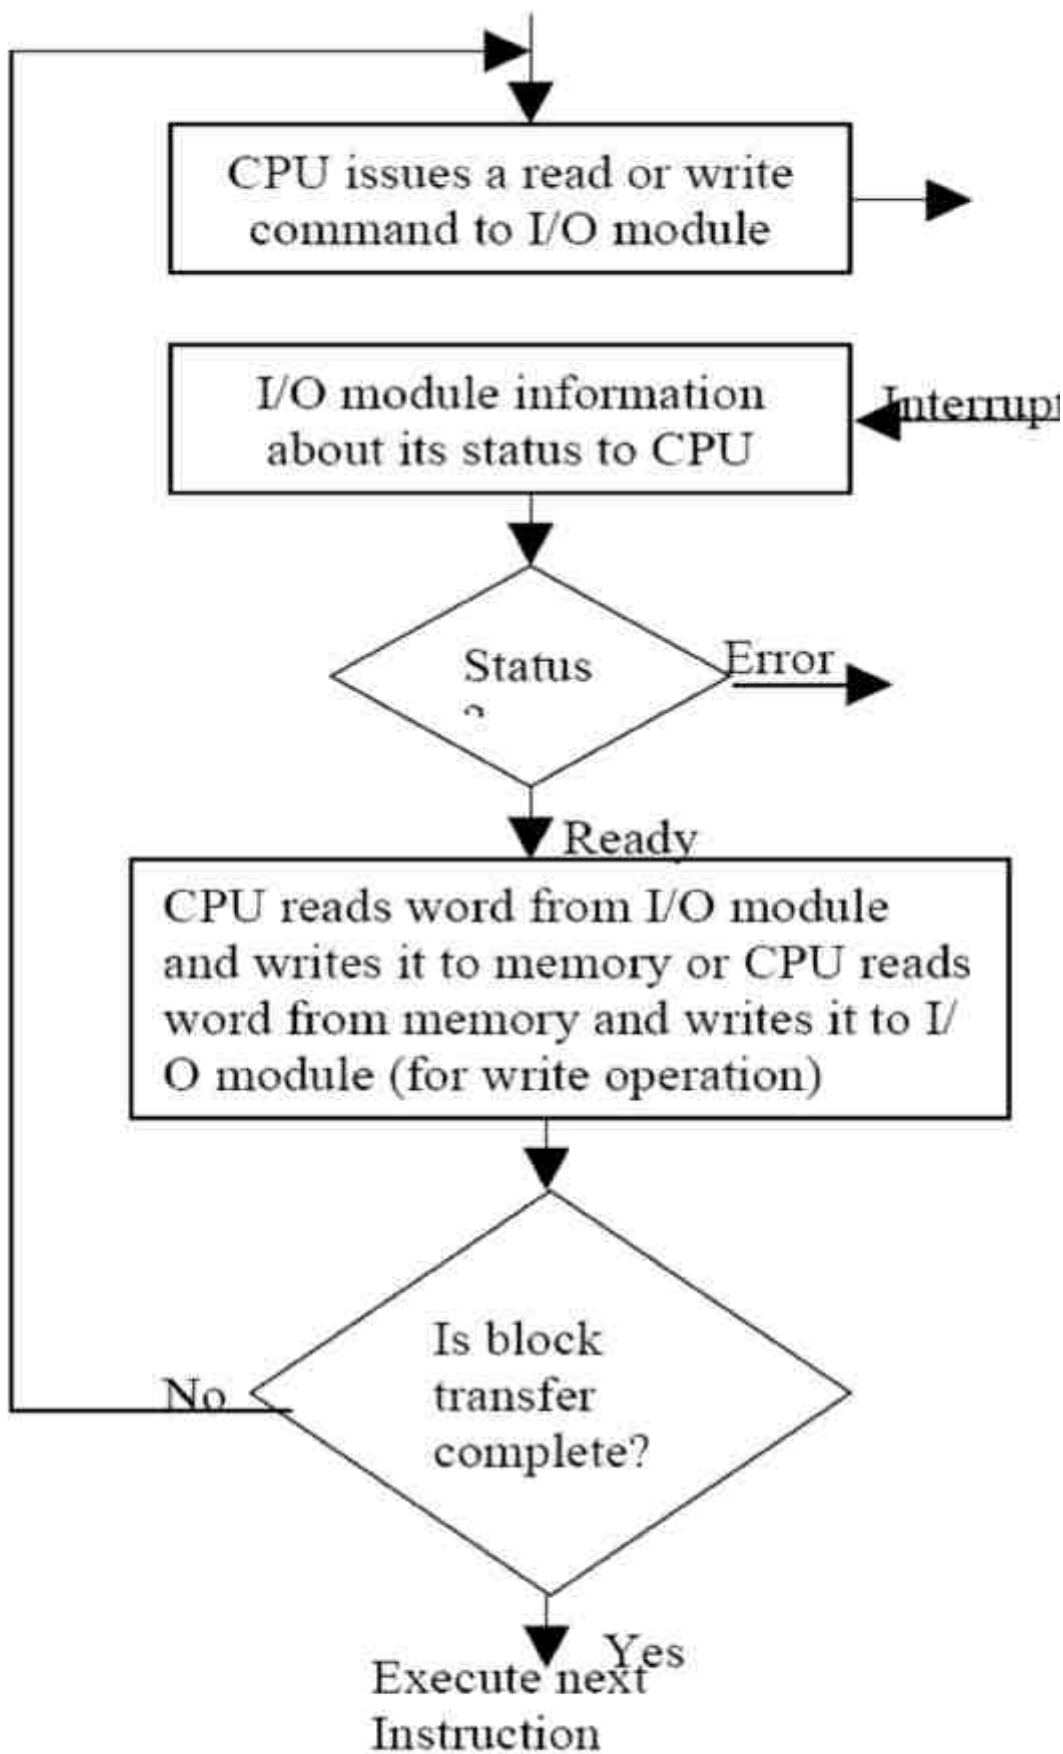 CPU issues a read or write
command to I/O module
I/O module information
about its status to CPU
Interrupt
Status
?
Error
Ready
CPU reads word from I/O module
and writes it to memory or CPU reads
word from memory and writes it to I/
O module (for write operation)
Is block
transfer
complete?
No
Yes
Execute next
Instruction